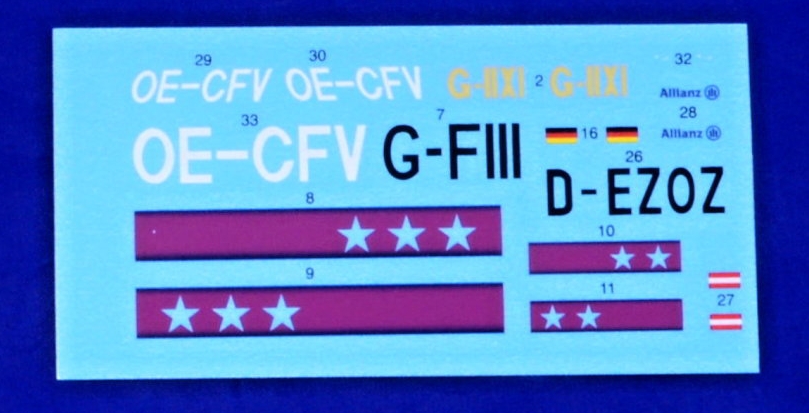 29 30 32
OE-CFV OE-CFV G-IIXI 2 G-IIXI Allianz
33 7 28
OE-CFV G-FIII 16 Allianz
26
D-EZOZ
8
10
9
11 27